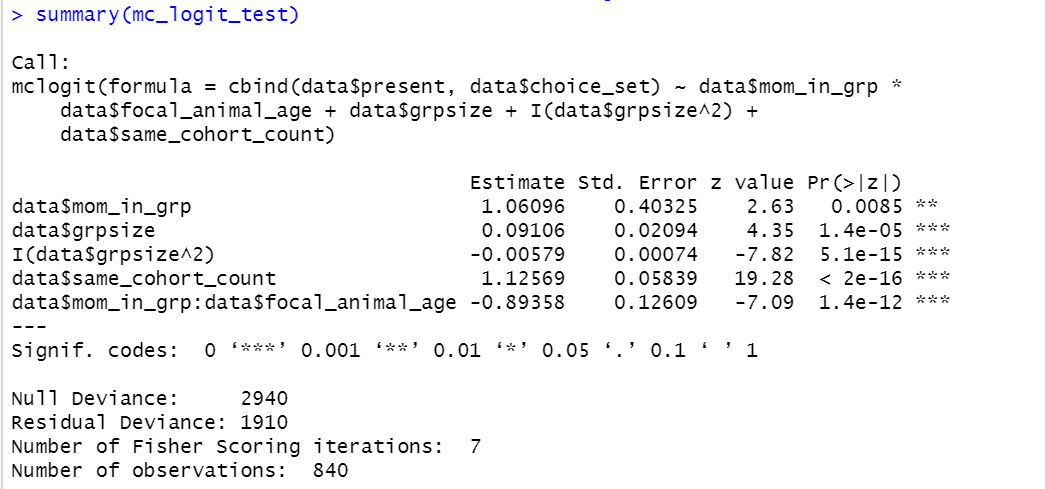 > summary(mc_logit_test)
Call:
mclogit(formula = cbind(data$present, data$choice_set) ~ data$mom_in_grp *
    data$focal_animal_age + data$grpsize + I(data$grpsize^2) +
    data$same_cohort_count)
                                      Estimate Std. Error z value Pr(>|z|)
data$mom_in_grp                        1.06096    0.40325    2.63   0.0085 **
data$grpsize                           0.09106    0.02094    4.35  1.4e-05 ***
I(data$grpsize^2)                     -0.00579    0.00074   -7.82  5.1e-15 ***
data$same_cohort_count                 1.12569    0.05839   19.28  < 2e-16 ***
data$mom_in_grp:data$focal_animal_age -0.89358    0.12609   -7.09  1.4e-12 ***
---
Signif. codes:  0 ‘***’ 0.001 ‘**’ 0.01 ‘*’ 0.05 ‘.’ 0.1 ‘ ’ 1
Null Deviance:     2940
Residual Deviance: 1910
Number of Fisher Scoring iterations:  7
Number of observations:  840